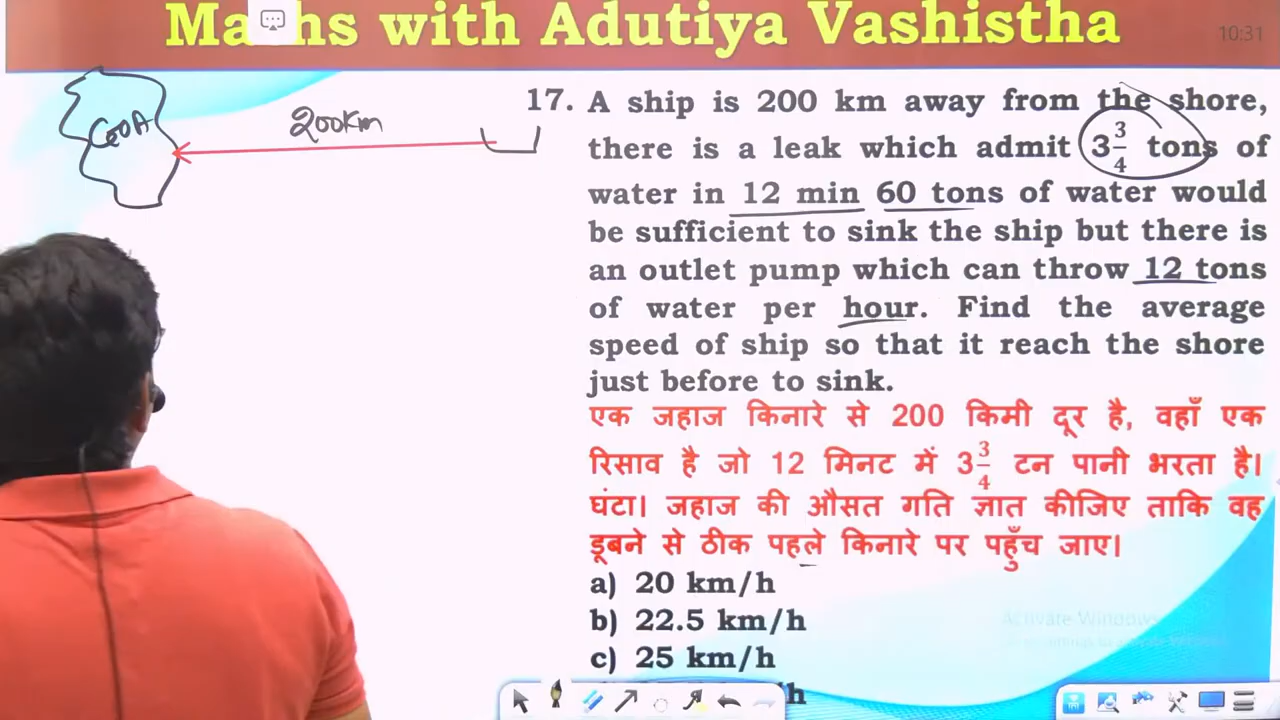 Maths with Adutiya Vashistha
10:31
GOA
200km
17. A ship is 200 km away from the shore,
there is a leak which admit 3 3/4 tons of
water in 12 min 60 tons of water would
be sufficient to sink the ship but there is
an outlet pump which can throw 12 tons
of water per hour. Find the average
speed of ship so that it reach the shore
just before to sink.
एक जहाज किनारे से 200 किमी दूर है, वहाँ एक
रिसाव है जो 12 मिनट में 3 3/4 टन पानी भरता है।
घंटा। जहाज की औसत गति ज्ञात कीजिए ताकि वह
डूबने से ठीक पहले किनारे पर पहुँच जाए।
a) 20 km/h
b) 22.5 km/h
c) 25 km/h
Activate Windows